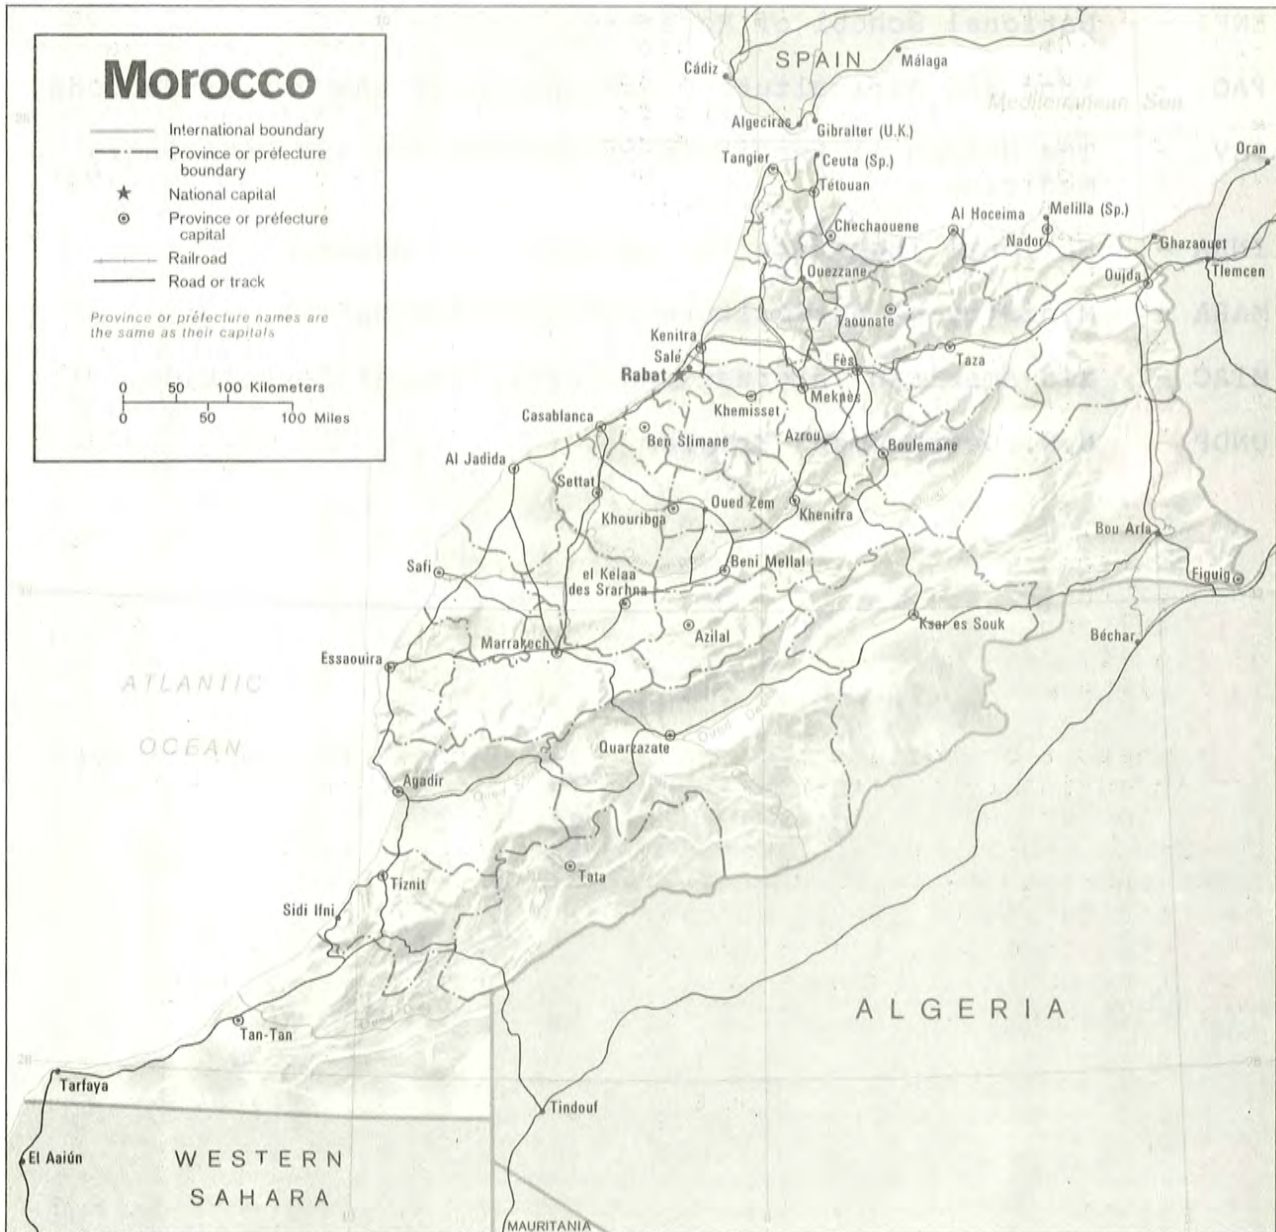 Morocco
International boundary
Province or préfecture
boundary
National capital
Province or préfecture
capital
Railroad
Road or track
Province or préfecture names are
the same as their capitals
0 50 100 Kilometers
0 50 100 Miles
SPAIN
Málaga
Cádiz
Mediterranean Sea
Algeciras
Gibralter (U.K.)
Oran
Tangier
Ceuta (Sp.)
Tétouan
Al Hoceima
Melilla (Sp.)
Chechaouene
Nador
Ghazaouet
Tlemcen
Ouezzane
Oujda
Taounate
Kenitra
Salé
Fès
Taza
Rabat
Meknès
Khemisset
Casablanca
Ben Slimane
Azrou
Boulemane
Al Jadida
Settat
Khouribga
Oued Zem
Khenifra
Bou Arfa
Safi
el Kelaa
des Srarhna
Beni Mellal
Figuig
Azilal
Ksar es Souk
Béchar
Marrakech
Essaouira
ATLANTIC
OCEAN
Quarzazate
Agadir
Tata
Tiznit
Sidi Ifni
ALGERIA
Tan-Tan
Tarfaya
Tindouf
El Aaiún
WESTERN
SAHARA
MAURITANIA